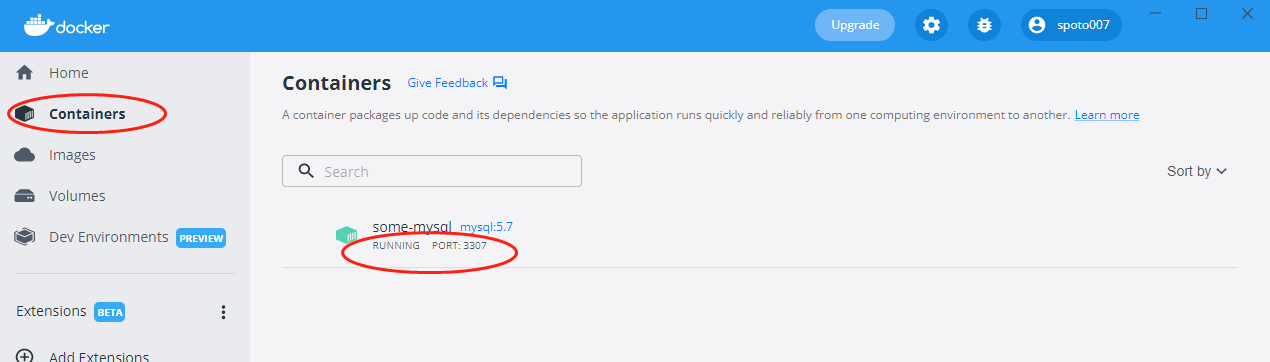 docker
Upgrade
spoto007
Home
Containers
Images
Volumes
Dev Environments PREVIEW
Extensions BETA
Add Extensions
Containers Give Feedback
A container packages up code and its dependencies so the application runs quickly and reliably from one computing environment to another. Learn more
Search
Sort by
some-mysql mysql:5.7
RUNNING PORT: 3307